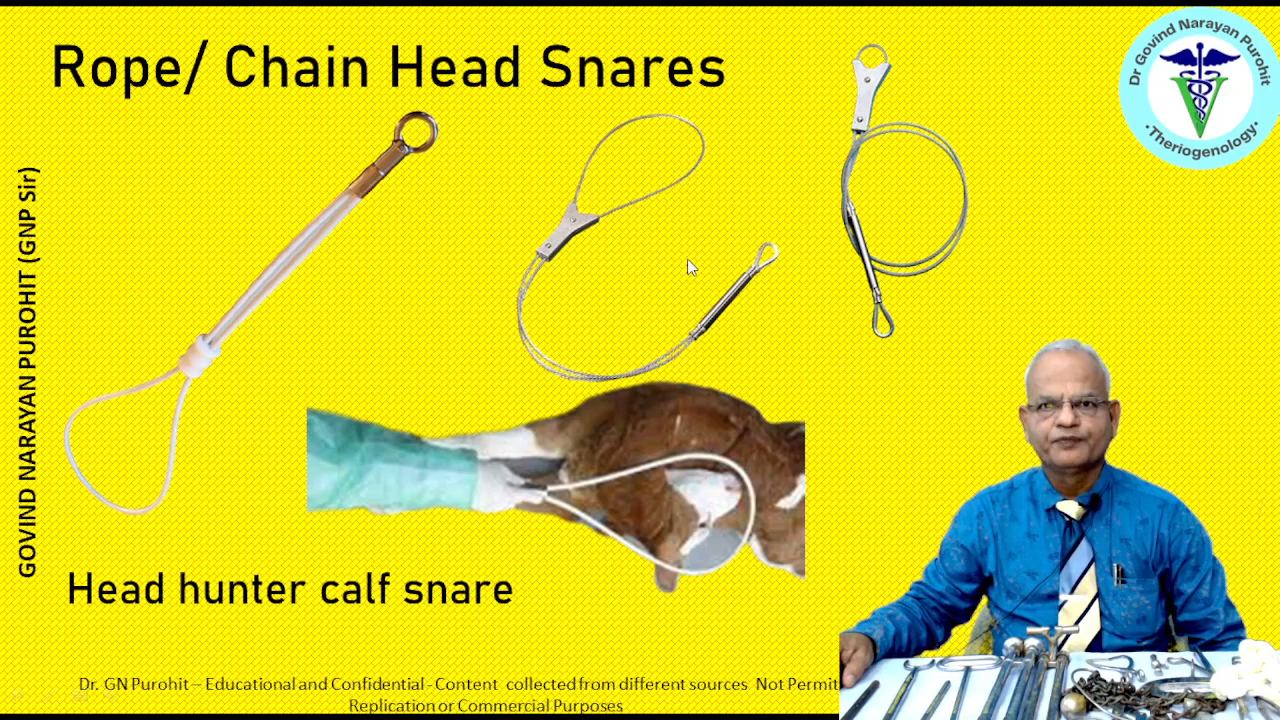 Rope/ Chain Head Snares
Dr Govind Narayan Purohit
• Theriogenology •
GOVIND NARAYAN PUROHIT (GNP Sir)
Head hunter calf snare
Dr. GN Purohit – Educational and Confidential - Content collected from different sources Not Permit
Replication or Commercial Purposes